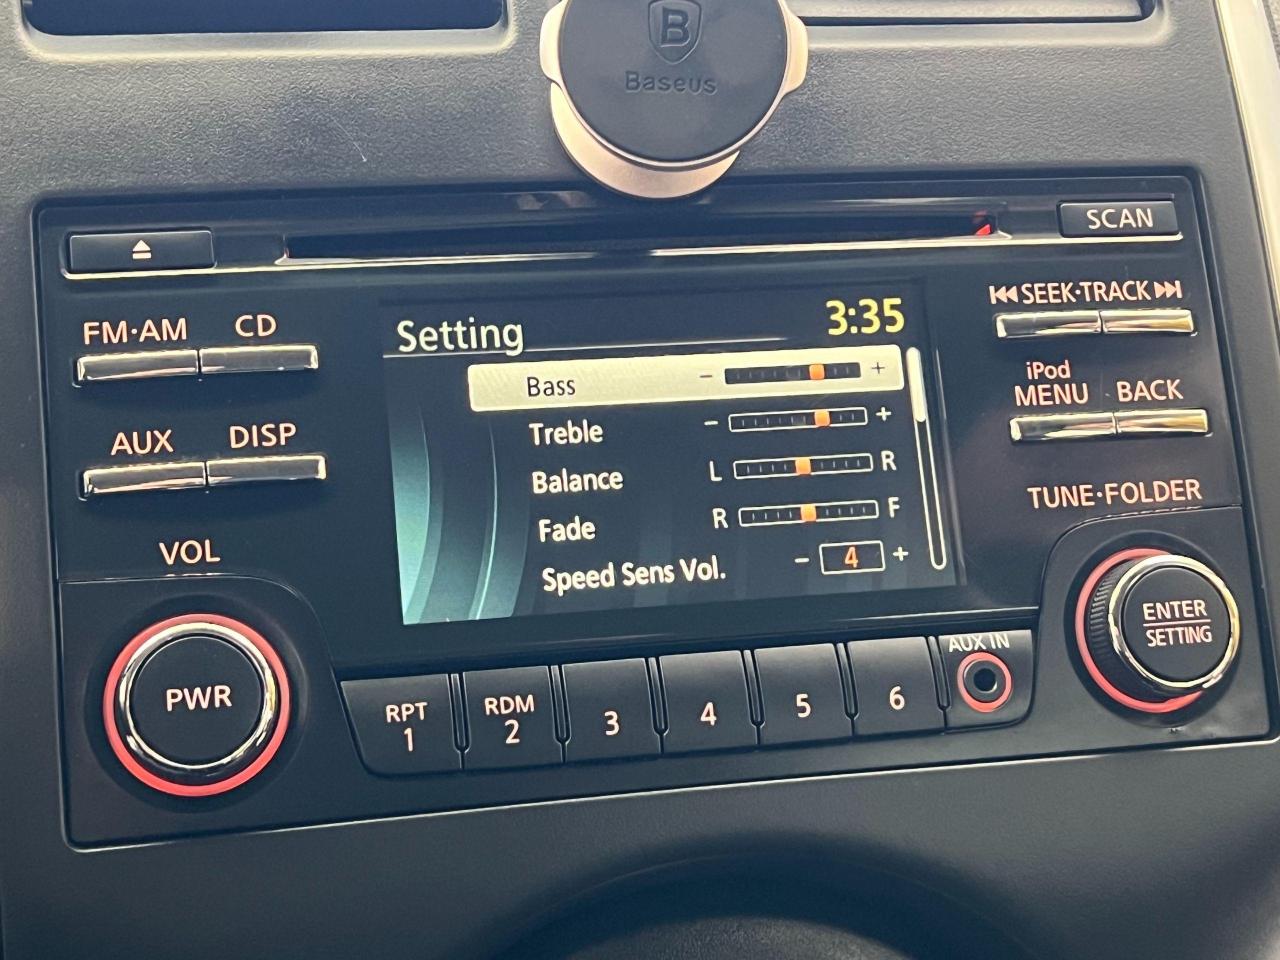 B
Baseus
SCAN
FM·AM CD
Setting 3:35
SEEK·TRACK
Bass - +
iPod
MENU BACK
Treble - +
AUX DISP
Balance L R
TUNE·FOLDER
Fade R F
VOL
Speed Sens Vol. - 4 +
ENTER
SETTING
AUX IN
PWR
RPT
1
RDM
2
3
4
5
6